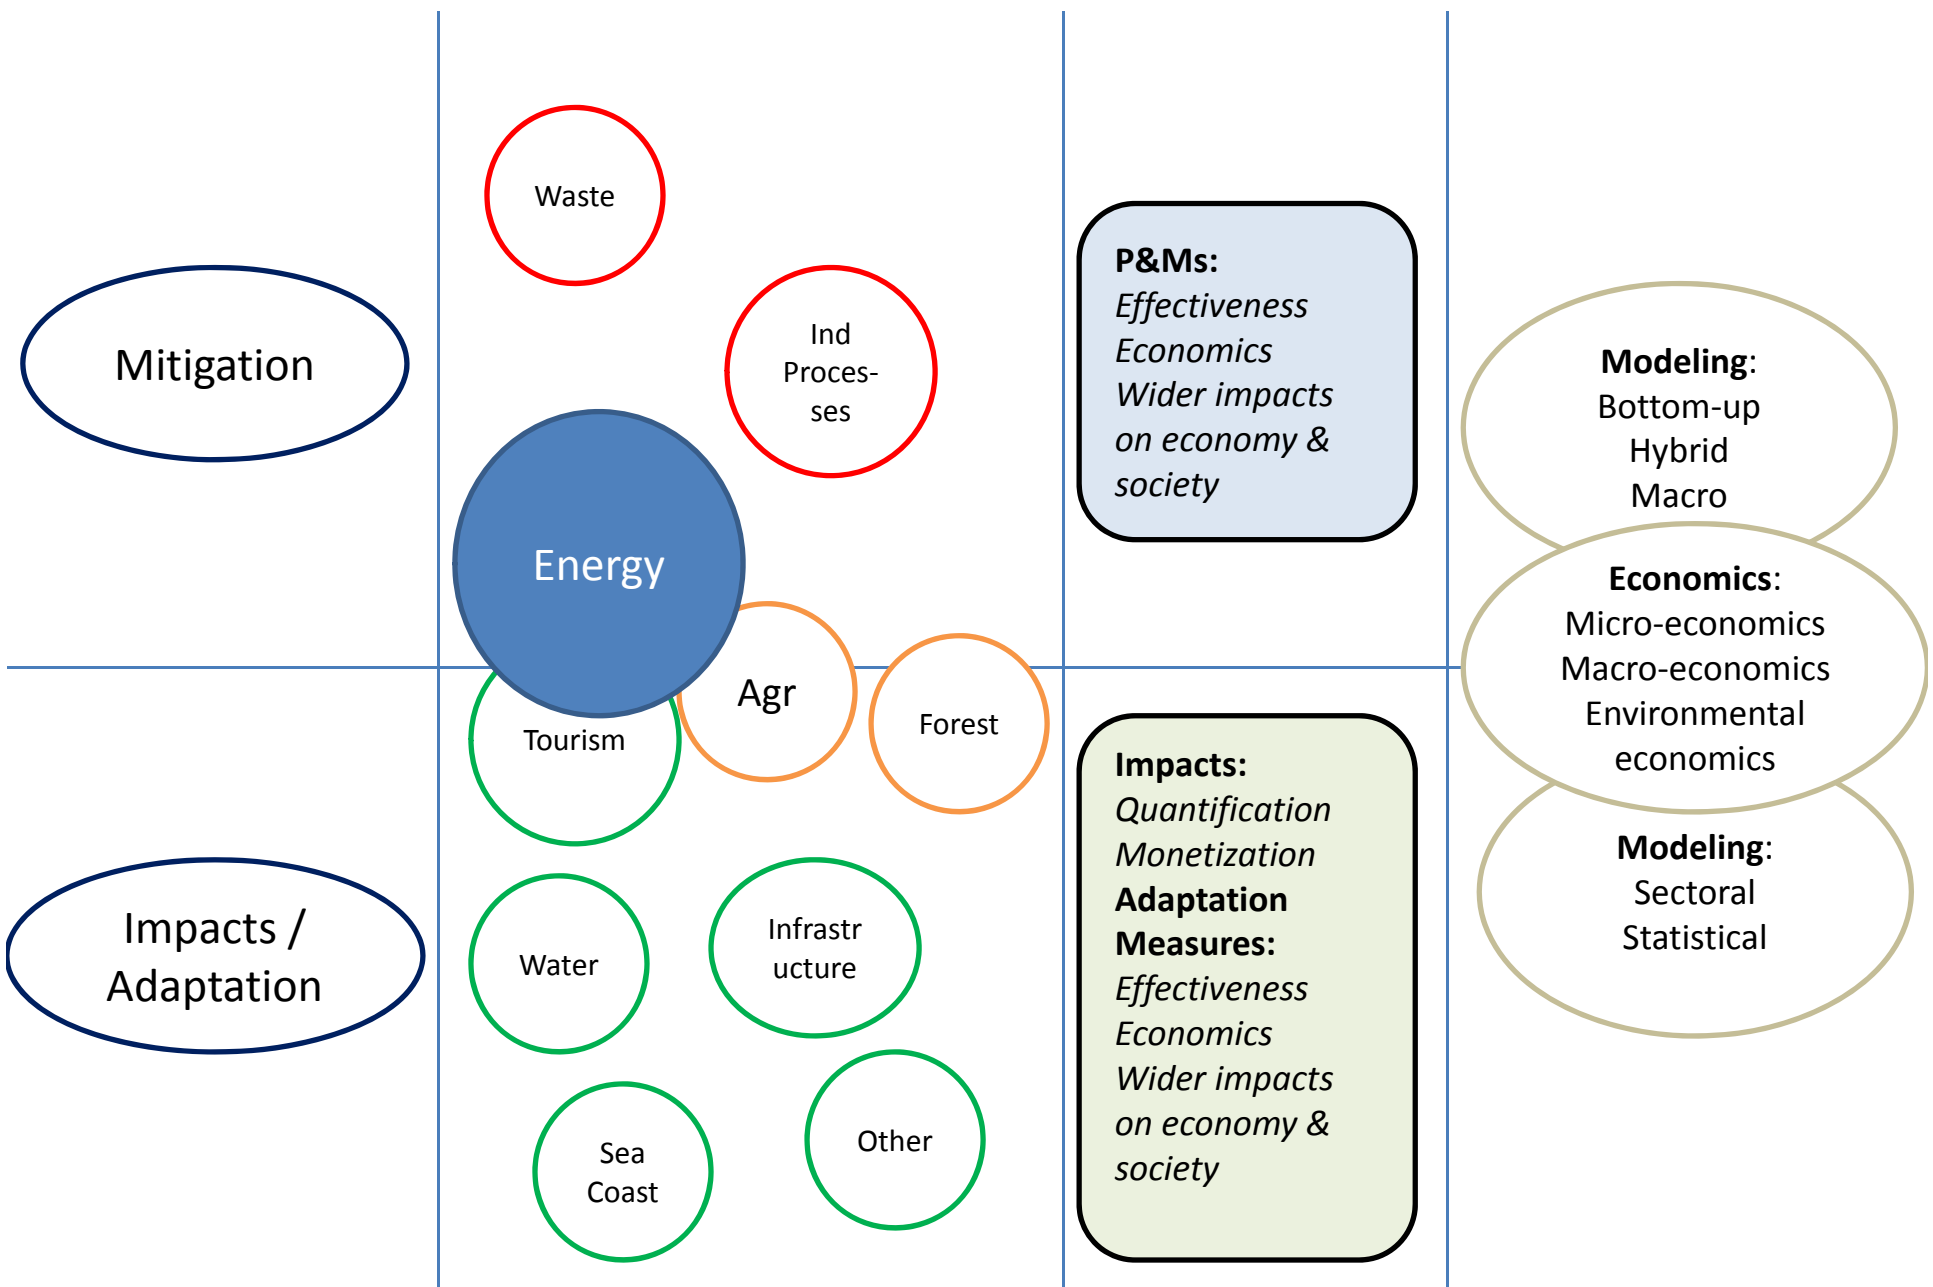 Mitigation
Impacts /
Adaptation
Waste
Ind
Proces-
ses
Energy
Agr
Forest
Tourism
Water
Infrastr
ucture
Sea
Coast
Other
P&Ms:
Effectiveness
Economics
Wider impacts
on economy &
society
Impacts:
Quantification
Monetization
Adaptation
Measures:
Effectiveness
Economics
Wider impacts
on economy &
society
Modeling:
Bottom-up
Hybrid
Macro
Economics:
Micro-economics
Macro-economics
Environmental
economics
Modeling:
Sectoral
Statistical